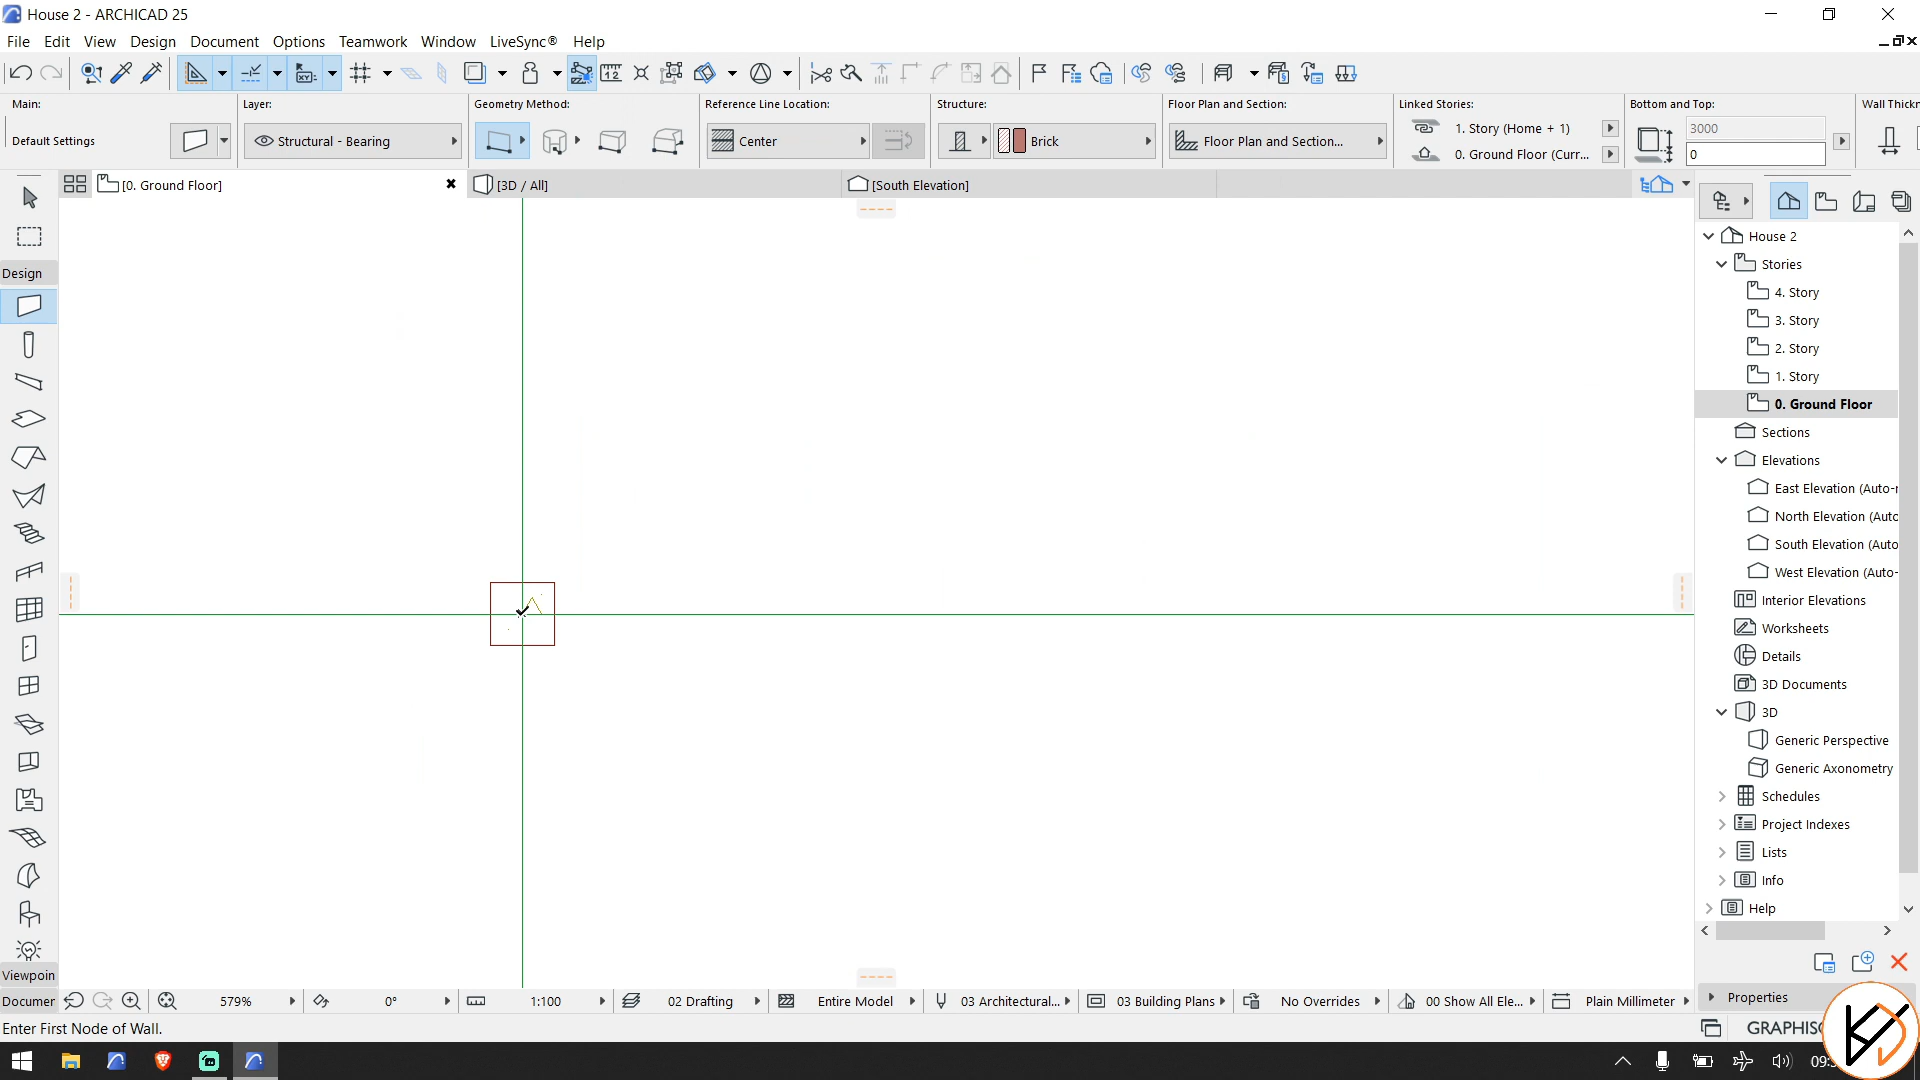 House 2 - ARCHICAD 25
File Edit View Design Document Options Teamwork Window LiveSync® Help
Main: Layer: Geometry Method: Reference Line Location: Structure: Floor Plan and Section: Linked Stories: Bottom and Top: Wall Thickn
1. Story (Home + 1) 3000
Default Settings Structural - Bearing Center Brick Floor Plan and Section...
0. Ground Floor (Curr... 0
[0. Ground Floor] [3D / All] [South Elevation]
House 2
Stories
Design
4. Story
3. Story
2. Story
1. Story
0. Ground Floor
Sections
Elevations
East Elevation (Auto-r
North Elevation (Auto
South Elevation (Auto
West Elevation (Auto-
Interior Elevations
Worksheets
Details
3D Documents
3D
Generic Perspective
Generic Axonometry
Schedules
Project Indexes
Lists
Info
Help
Viewpoin
Documer 579% 0° 1:100 02 Drafting Entire Model 03 Architectural... 03 Building Plans No Overrides 00 Show All Ele... Plain Millimeter Properties
Enter First Node of Wall. GRAPHIS